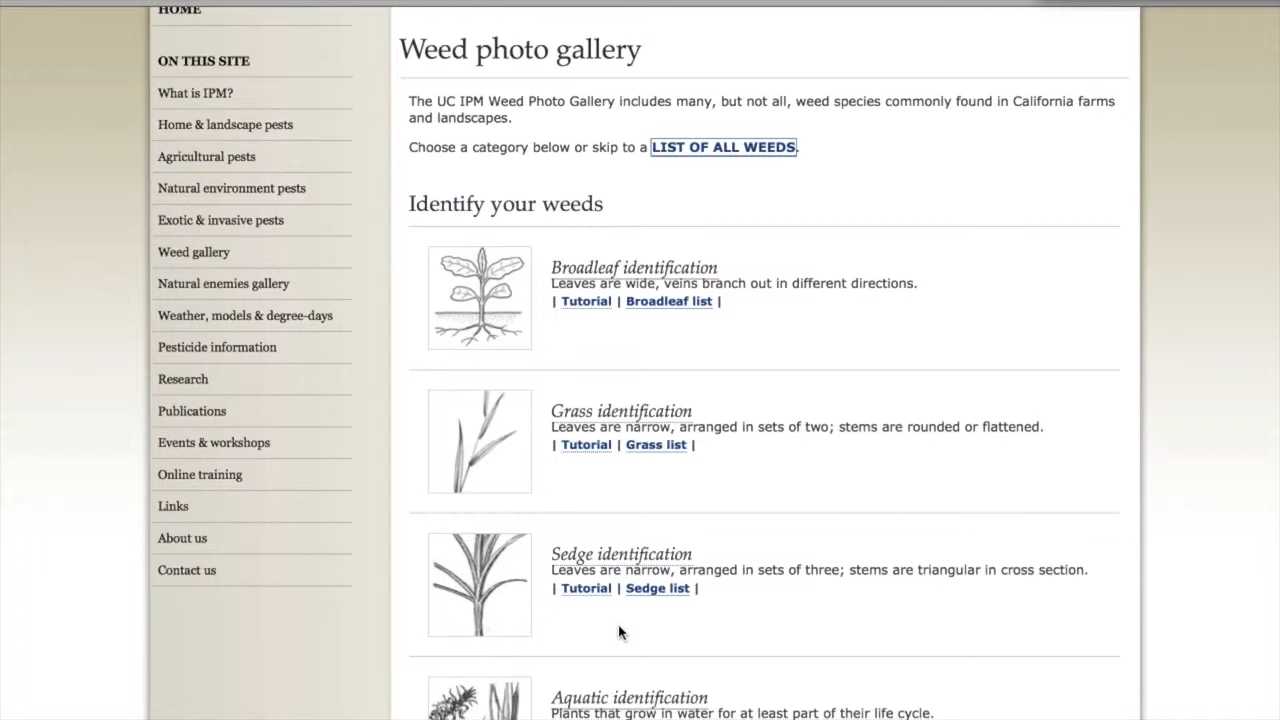 HOME
ON THIS SITE
What is IPM?
Home & landscape pests
Agricultural pests
Natural environment pests
Exotic & invasive pests
Weed gallery
Natural enemies gallery
Weather, models & degree-days
Pesticide information
Research
Publications
Events & workshops
Online training
Links
About us
Contact us
Weed photo gallery
The UC IPM Weed Photo Gallery includes many, but not all, weed species commonly found in California farms
and landscapes.
Choose a category below or skip to a LIST OF ALL WEEDS.
Identify your weeds
Broadleaf identification
Leaves are wide, veins branch out in different directions.
| Tutorial | Broadleaf list |
Grass identification
Leaves are narrow, arranged in sets of two; stems are rounded or flattened.
| Tutorial | Grass list |
Sedge identification
Leaves are narrow, arranged in sets of three; stems are triangular in cross section.
| Tutorial | Sedge list |
Aquatic identification
Plants that grow in water for at least part of their life cycle.